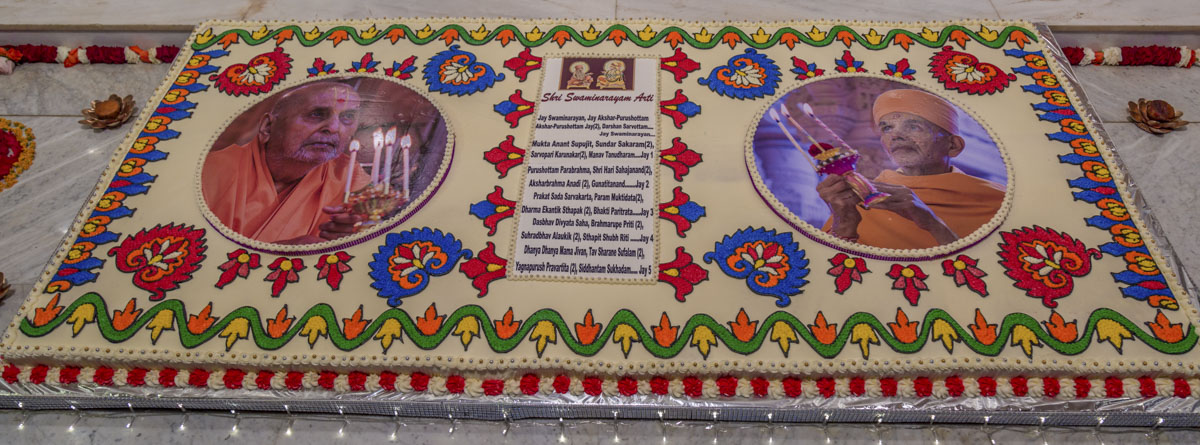 Shri Swaminarayam Arti
Jay Swaminarayan, Jay Akshar-Purushottam
Akshar-Purushottam Jay(2), Darshan Sarvottam.....
Jay Swaminarayan
Mukta Anant Supujit, Sundar Sakaram(2),
Sarvopari Karunakar(2), Manav Tanudharam.....Jay 1
Purushottam Parabrahma, Shri Hari Sahajanand(2),
Aksharbrahma Anadi (2), Gunatitanand.......Jay 2
Prakat Sada Sarvakarta, Param Muktidata(2),
Dharma Ekantik Sthapak (2), Bhakti Paritrata.....Jay 3
Dasbhav Divyata Saha, Brahmarupe Priti (2),
Suhradbhav Alaukik (2), Sthapit Shubh Riti .....Jay 4
Dhanya Dhanya Mama Jivan, Tav Sharane Sufalam (2),
Yagnapurush Pravartita (2), Siddhantam Sukhadam..... Jay 5